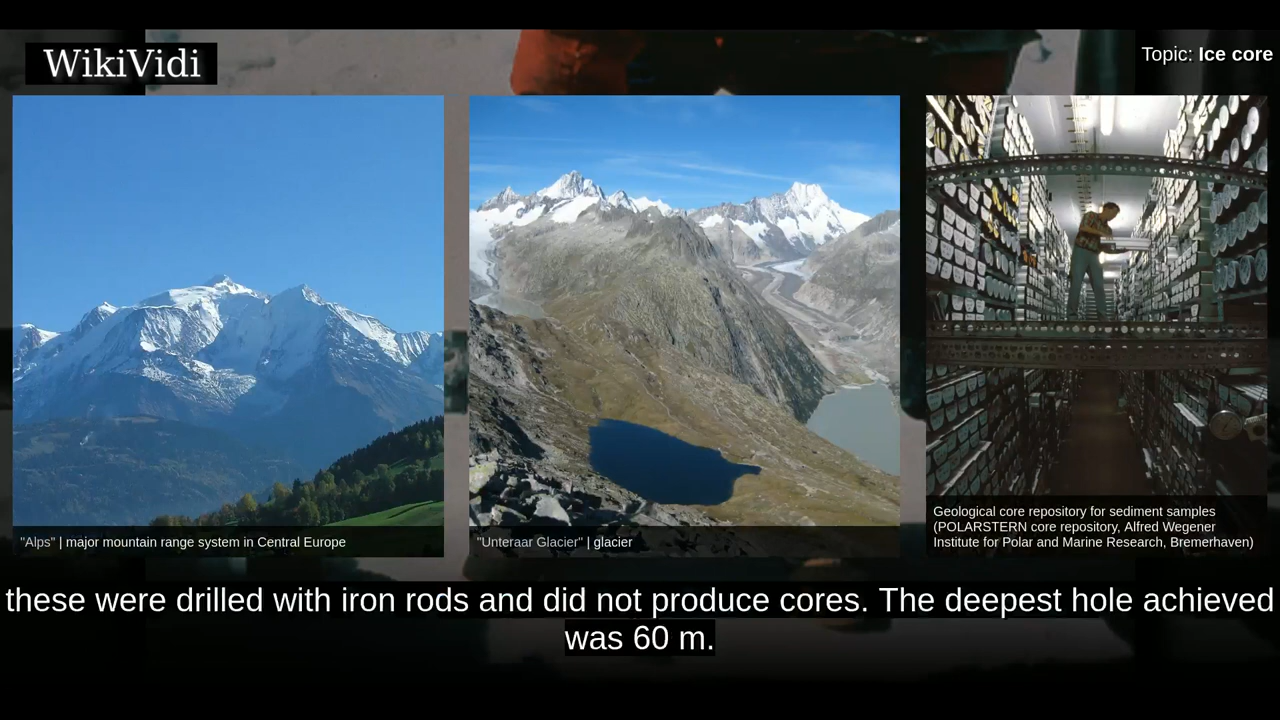 WikiVidi
Topic: Ice core
"Alps" | major mountain range system in Central Europe
"Unteraar Glacier" | glacier
Geological core repository for sediment samples
(POLARSTERN core repository, Alfred Wegener
Institute for Polar and Marine Research, Bremerhaven)
these were drilled with iron rods and did not produce cores. The deepest hole achieved
was 60 m.